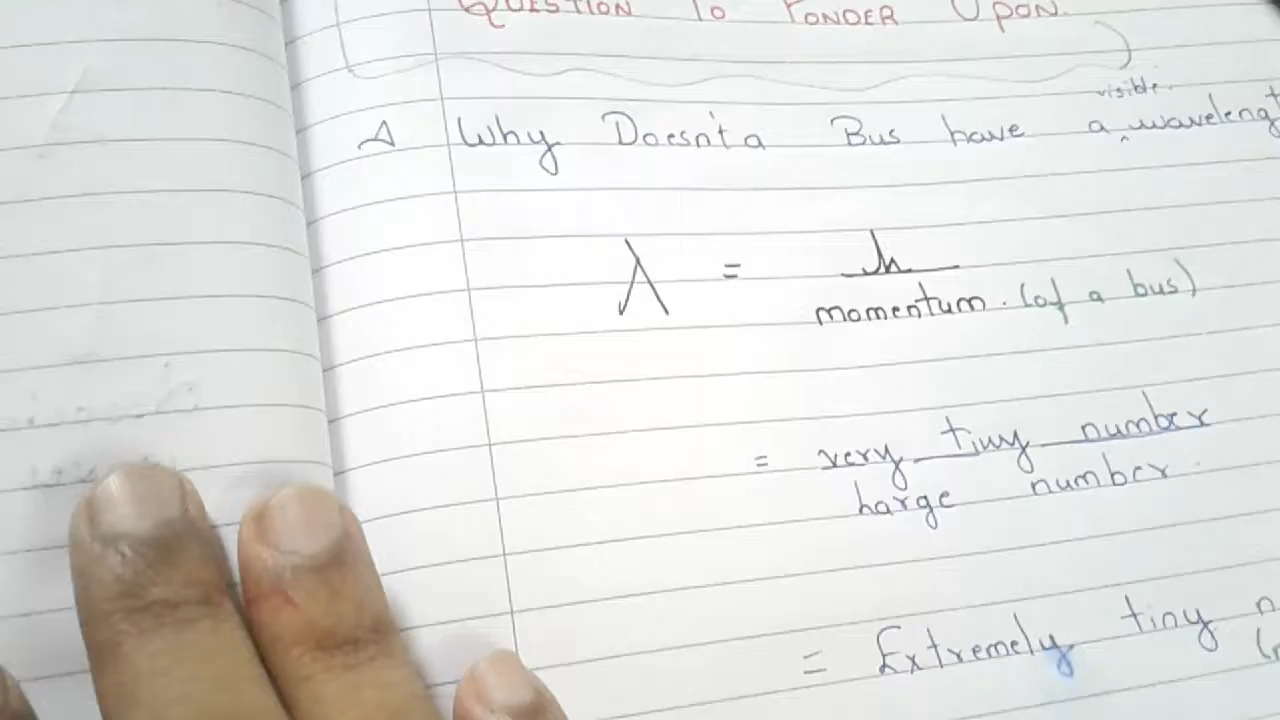 QUESTION TO PONDER UPON.
visible.
Why Doesn't a Bus have a ^ wavelengt
λ = h
momentum. (of a bus)
= very tiny number
harge number.
= Extremely tiny n